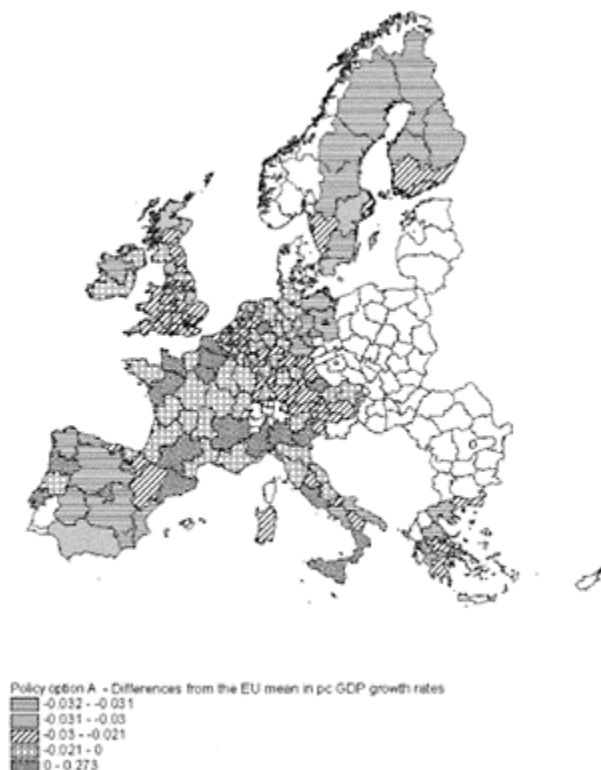 Policy option A - Differences from the EU mean in pc GDP growth rates
-0.032 - -0.031
-0.031 - -0.03
-0.03 - -0.021
-0.021 - 0
0 - 0.273